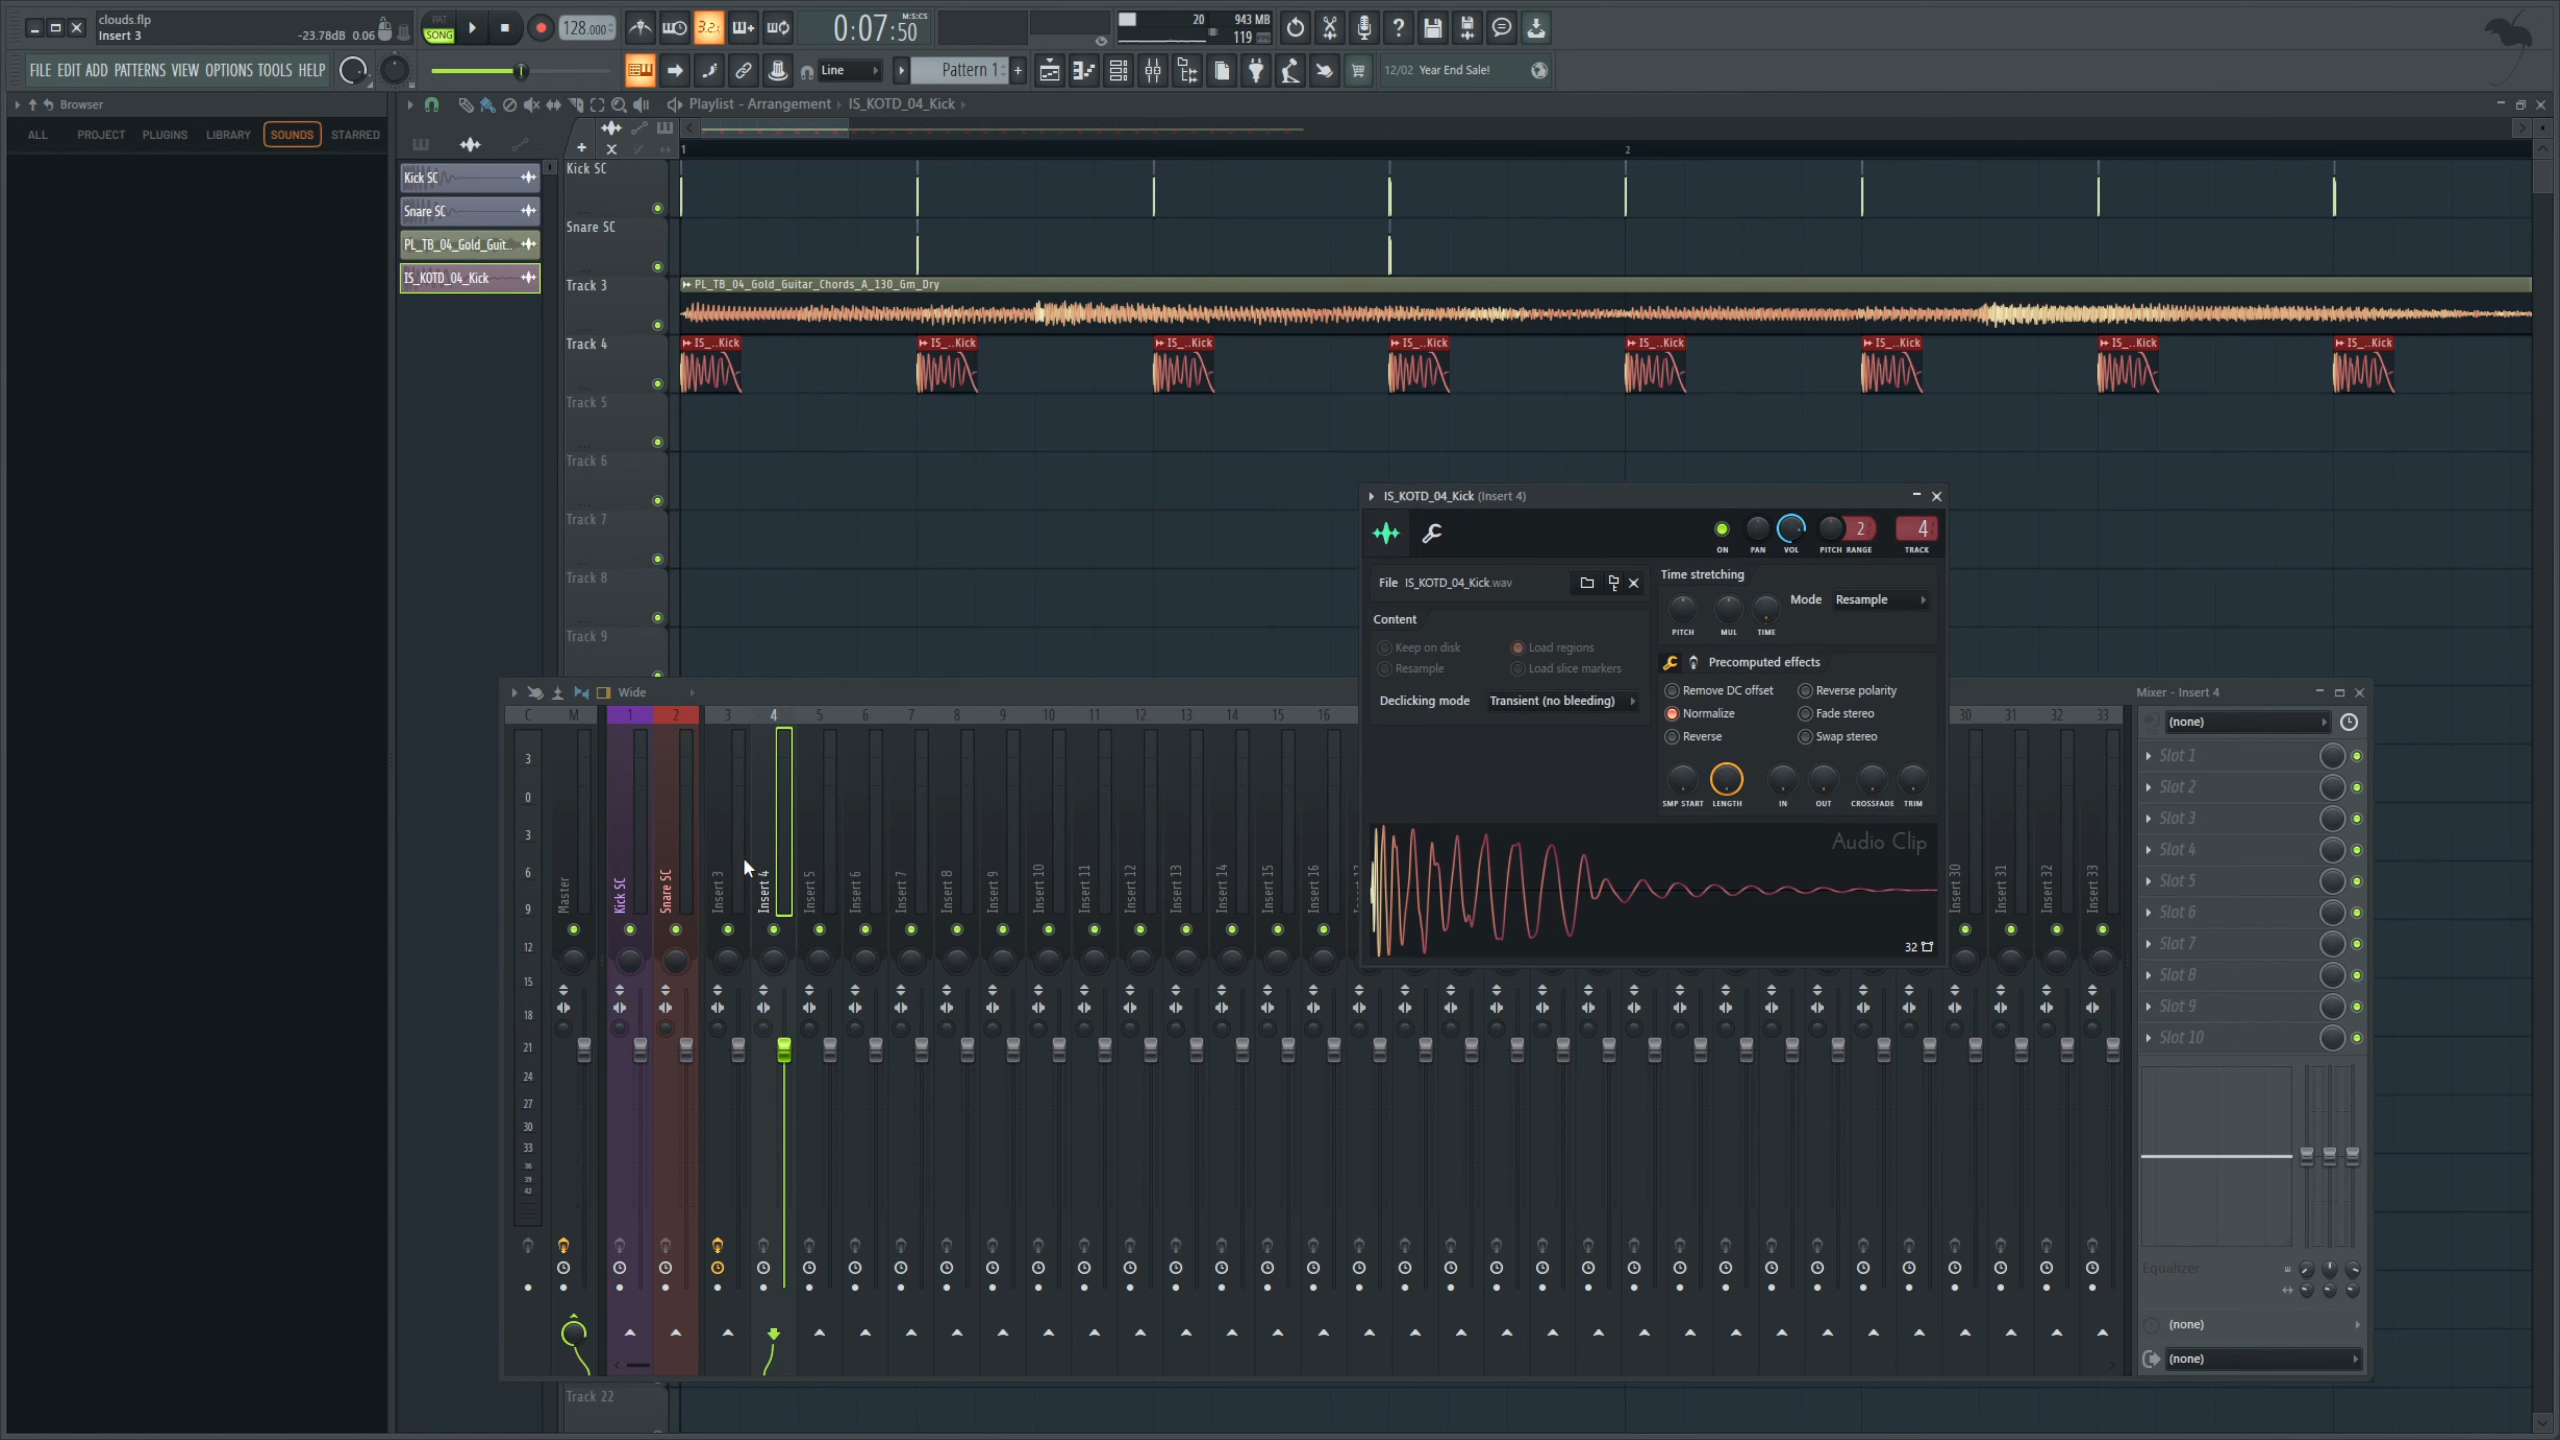 clouds.flp
Insert 3
-23.78dB 0.06
PAT
SONG
128.000
3.2.
0:07:50
M:S:CS
20
943 MB
119
FILE EDIT ADD PATTERNS VIEW OPTIONS TOOLS HELP
Line
Pattern 1
+
12/02 Year End Sale!
Browser
Playlist - Arrangement › IS_KOTD_04_Kick ›
ALL PROJECT PLUGINS LIBRARY SOUNDS STARRED
1
2
Kick SC
Snare SC
PL_TB_04_Gold_Guit..
IS_KOTD_04_Kick
Kick SC
Snare SC
Track 3
PL_TB_04_Gold_Guitar_Chords_A_130_Gm_Dry
Track 4
IS_..Kick IS_..Kick IS_..Kick IS_..Kick IS_..Kick IS_..Kick IS_..Kick IS_..Kick
Track 5
Track 6
Track 7
Track 8
Track 9
Track 22
IS_KOTD_04_Kick (Insert 4)
2
4
ON PAN VOL PITCH RANGE TRACK
File IS_KOTD_04_Kick.wav
Content
Keep on disk
Load regions
Resample
Load slice markers
Declicking mode Transient (no bleeding)
Time stretching
Mode Resample
PITCH MUL TIME
Precomputed effects
Remove DC offset
Reverse polarity
Normalize
Fade stereo
Reverse
Swap stereo
SMP START LENGTH IN OUT CROSSFADE TRIM
Audio Clip
32
Wide
Mixer - Insert 4
C M 1 2 3 4 5 6 7 8 9 10 11 12 13 14 15 16 30 31 32 33
3
0
3
6
9
12
15
18
21
24
27
30
33
36
39
42
Master
Kick SC
Snare SC
Insert 3
Insert 4
Insert 5
Insert 6
Insert 7
Insert 8
Insert 9
Insert 10
Insert 11
Insert 12
Insert 13
Insert 14
Insert 15
Insert 16
Insert 30
Insert 31
Insert 32
Insert 33
(none)
Slot 1
Slot 2
Slot 3
Slot 4
Slot 5
Slot 6
Slot 7
Slot 8
Slot 9
Slot 10
Equalizer
(none)
(none)